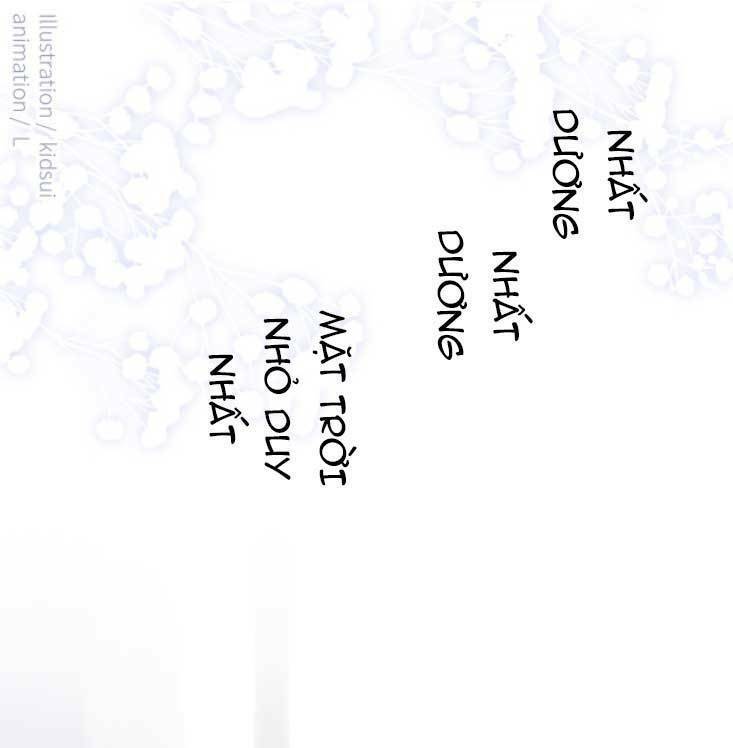 NHẤT
DƯƠNG
NHẤT
DƯƠNG
MẶT TRỜI
NHỎ DUY
NHẤT
Illustration / kidsui
animation / L